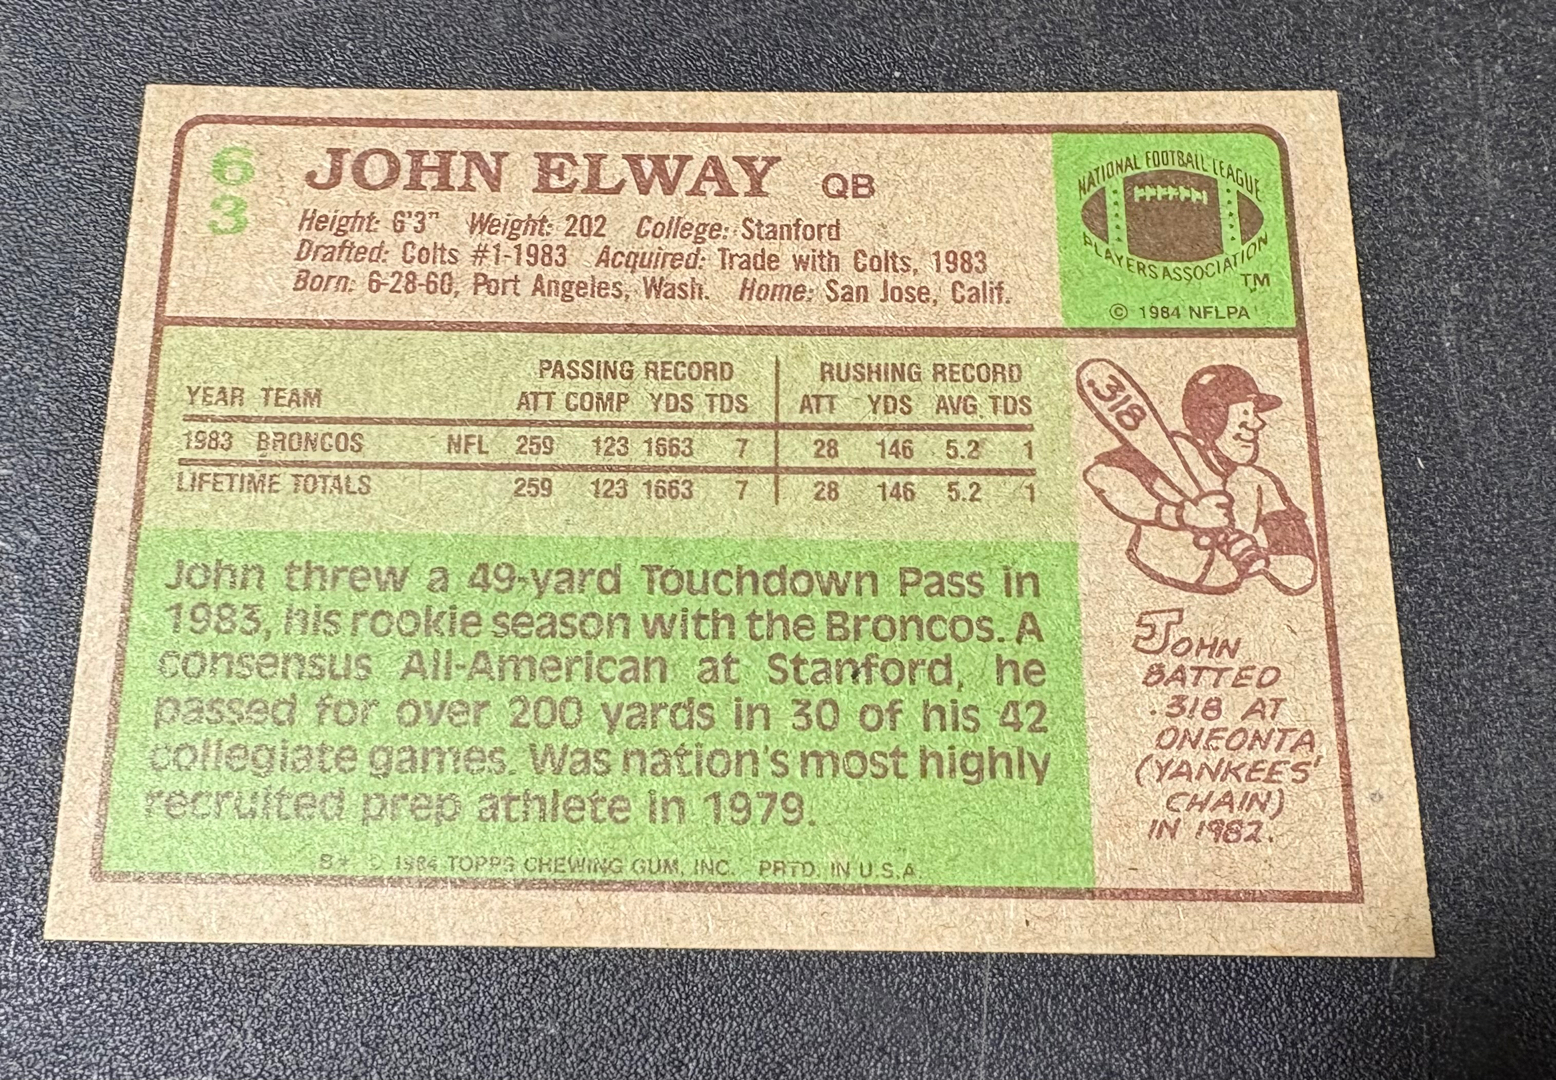 63
JOHN ELWAY QB
Height: 6'3" Weight: 202 College: Stanford
Drafted: Colts #1-1983 Acquired: Trade with Colts, 1983
Born: 6-28-60, Port Angeles, Wash. Home: San Jose, Calif.
NATIONAL FOOTBALL LEAGUE
PLAYERS ASSOCIATION
TM
© 1984 NFLPA
PASSING RECORD RUSHING RECORD
YEAR TEAM ATT COMP YDS TDS ATT YDS AVG TDS
1983 BRONCOS NFL 259 123 1663 7 28 146 5.2 1
LIFETIME TOTALS 259 123 1663 7 28 146 5.2 1
John threw a 49-yard Touchdown Pass in
1983, his rookie season with the Broncos. A
consensus All-American at Stanford, he
passed for over 200 yards in 30 of his 42
collegiate games. Was nation's most highly
recruited prep athlete in 1979.
B* © 1984 TOPPS CHEWING GUM, INC. PRTD. IN U.S.A.
.318
JOHN
BATTED
.318 AT
ONEONTA
(YANKEES'
CHAIN)
IN 1982.